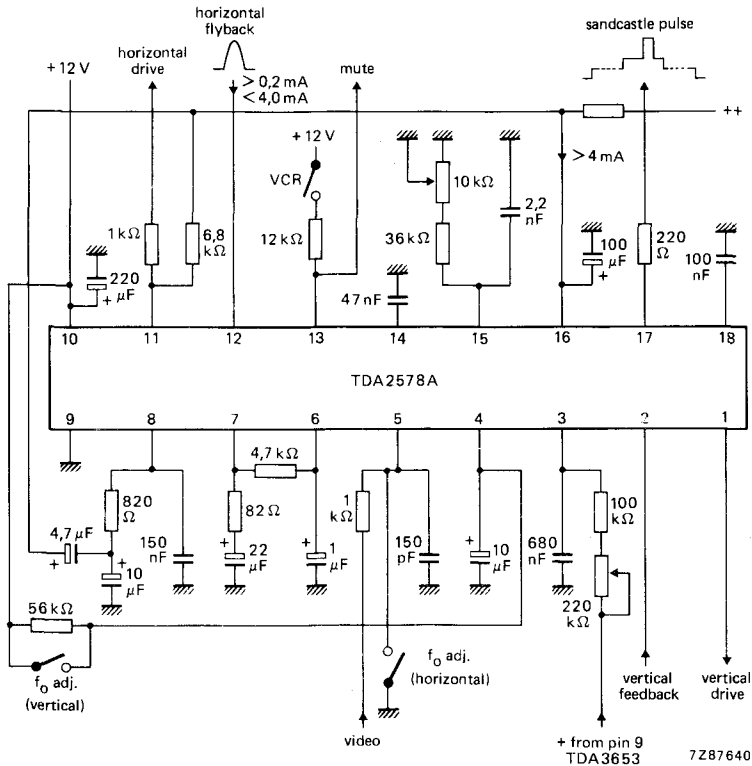 horizontal
flyback
horizontal
drive
+12 V
> 0,2 mA
< 4,0 mA
mute
sandcastle pulse
++
+12 V
VCR
12 kΩ
10 kΩ
36 kΩ
2,2
nF
> 4 mA
1 kΩ
6,8
kΩ
220
µF
+
47 nF
100
µF
+
220
Ω
100
nF
10
11
12
13
14
15
16
17
18
TDA2578A
9
8
7
6
5
4
3
2
1
4,7 kΩ
820
Ω
82 Ω
1
kΩ
100
kΩ
4,7 µF
+
+
10
µF
150
nF
+
22
µF
+
1
µF
150
pF
+
10
µF
680
nF
220
kΩ
56 kΩ
fo adj.
(vertical)
fo adj.
(horizontal)
video
vertical
feedback
vertical
drive
+ from pin 9
TDA3653
7Z87640